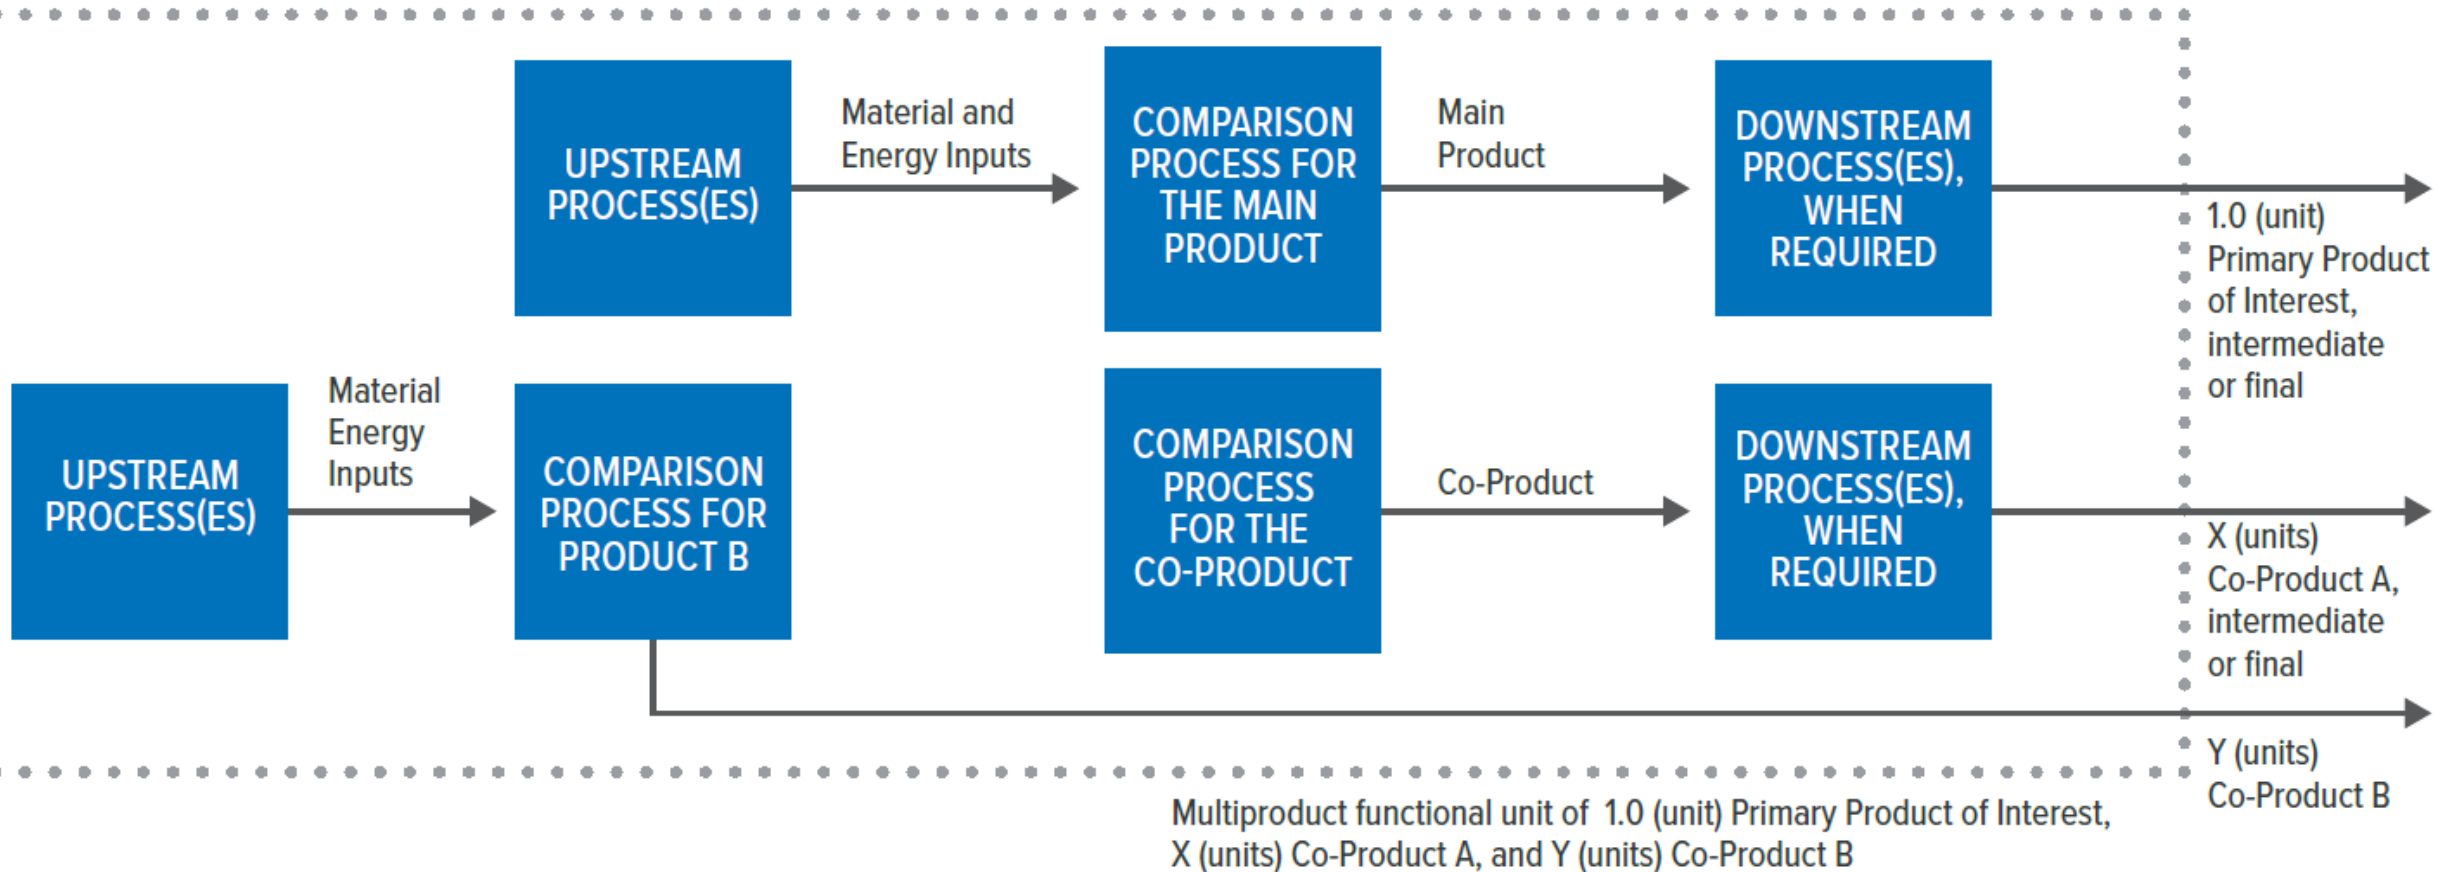 UPSTREAM
PROCESS(ES)
Material and
Energy Inputs
COMPARISON
PROCESS FOR
THE MAIN
PRODUCT
Main
Product
DOWNSTREAM
PROCESS(ES),
WHEN
REQUIRED
1.0 (unit)
Primary Product
of Interest,
intermediate
or final
UPSTREAM
PROCESS(ES)
Material
Energy
Inputs
COMPARISON
PROCESS FOR
PRODUCT B
COMPARISON
PROCESS
FOR THE
CO-PRODUCT
Co-Product
DOWNSTREAM
PROCESS(ES),
WHEN
REQUIRED
X (units)
Co-Product A,
intermediate
or final
Y (units)
Co-Product B
Multiproduct functional unit of 1.0 (unit) Primary Product of Interest,
X (units) Co-Product A, and Y (units) Co-Product B